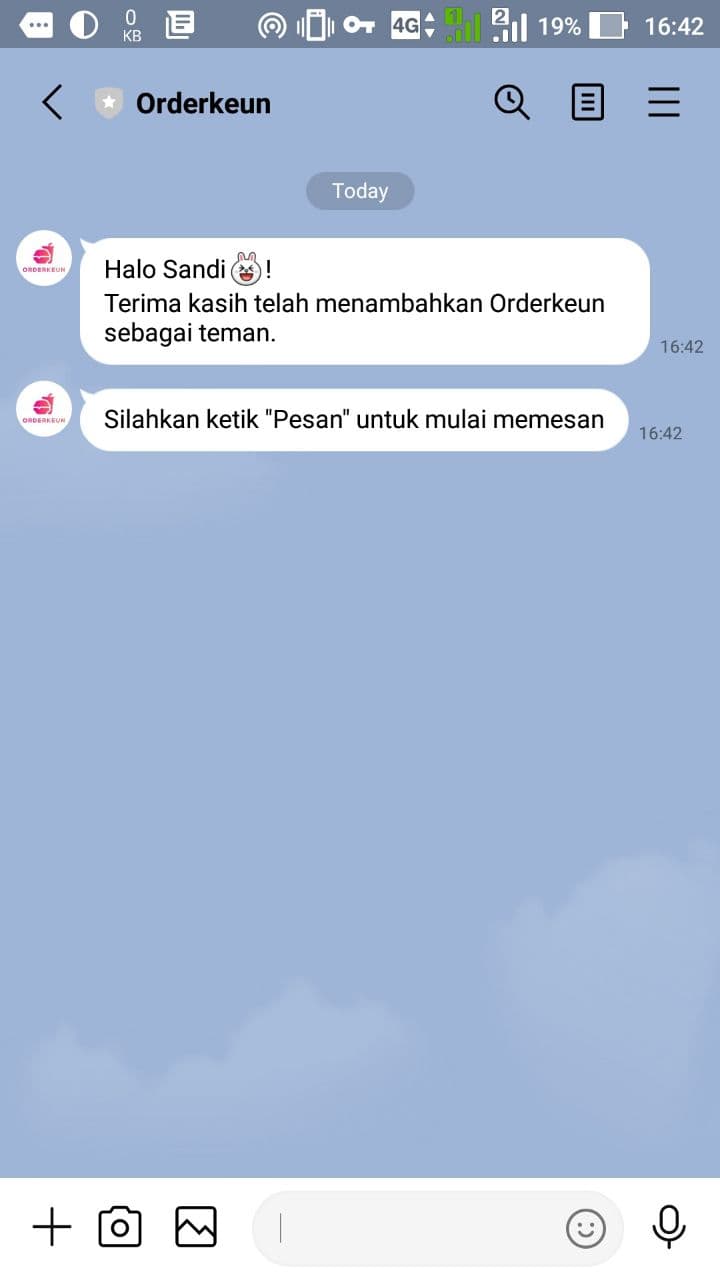 0
KB
4G
1
2
19%
16:42
Orderkeun
Today
ORDERKEUN
Halo Sandi!
Terima kasih telah menambahkan Orderkeun
sebagai teman.
16:42
ORDERKEUN
Silahkan ketik "Pesan" untuk mulai memesan
16:42